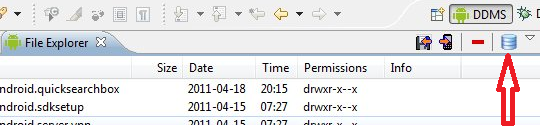 DDMS
File Explorer
Size Date Time Permissions Info
ndroid.quicksearchbox 2011-04-18 20:15 drwxr-x--x
ndroid.sdksetup 2011-04-15 07:27 drwxr-x--x
ndroid.server.vpn 2011-04-15 07:27 drwxr-x--x